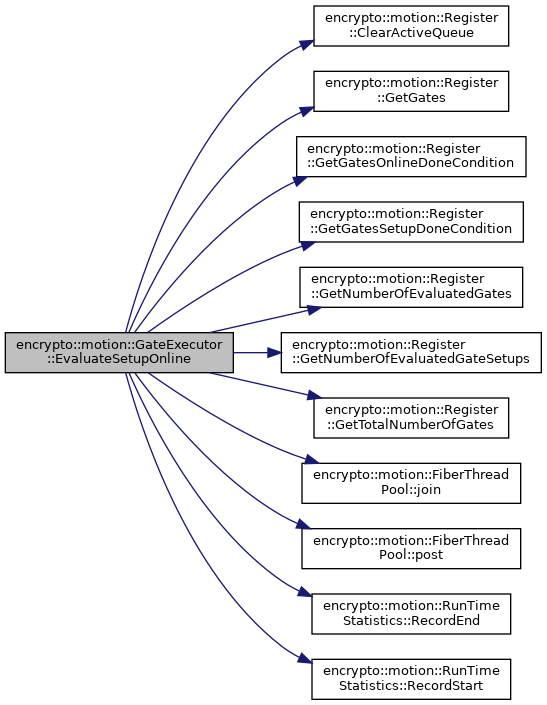 encrypto::motion::GateExecutor
::EvaluateSetupOnline
encrypto::motion::Register
::ClearActiveQueue
encrypto::motion::Register
::GetGates
encrypto::motion::Register
::GetGatesOnlineDoneCondition
encrypto::motion::Register
::GetGatesSetupDoneCondition
encrypto::motion::Register
::GetNumberOfEvaluatedGates
encrypto::motion::Register
::GetNumberOfEvaluatedGateSetups
encrypto::motion::Register
::GetTotalNumberOfGates
encrypto::motion::FiberThread
Pool::join
encrypto::motion::FiberThread
Pool::post
encrypto::motion::RunTime
Statistics::RecordEnd
encrypto::motion::RunTime
Statistics::RecordStart